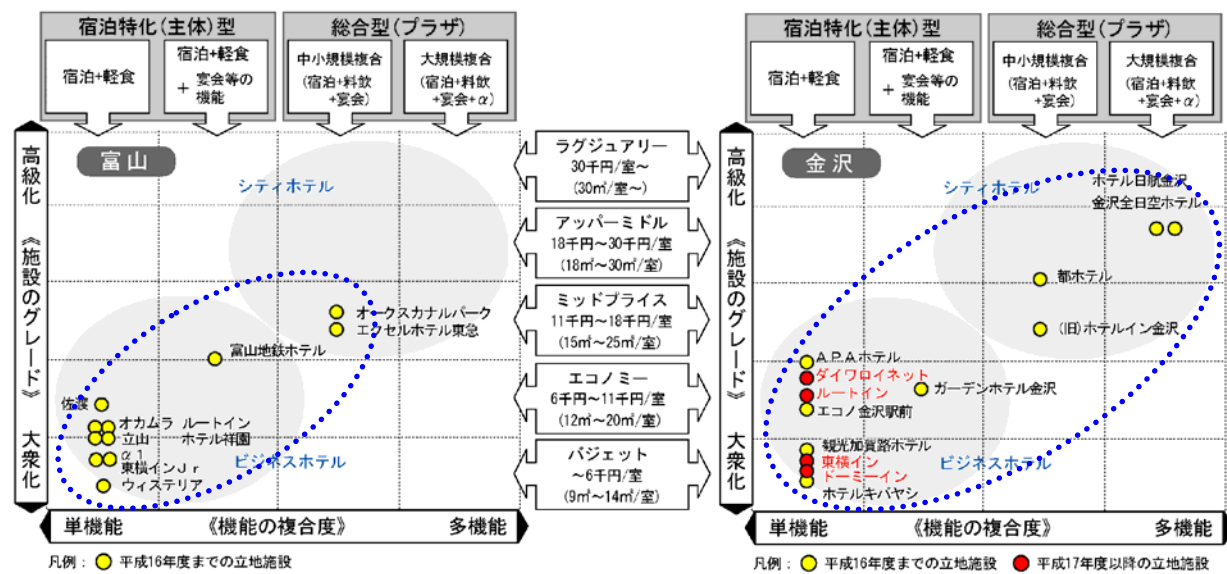 宿泊特化(主体)型
総合型(プラザ)
宿泊+軽食
宿泊+軽食
+ 宴会等の
機能
中小規模複合
(宿泊+料飲
+宴会)
大規模複合
(宿泊+料飲
+宴会+α)
高級化
《施設のグレード》
大衆化
富山
シティホテル
オークスカナルパーク
エクセルホテル東急
富山地鉄ホテル
佐渡
オカムラ ルートイン
立山 ホテル祥園
α1
東横インJr
ウィステリア
ビジネスホテル
単機能
《機能の複合度》
多機能
凡例: 平成16年度までの立地施設
ラグジュアリー
30千円/室~
(30㎡/室~)
アッパーミドル
18千円~30千円/室
(18㎡~30㎡/室)
ミッドプライス
11千円~18千円/室
(15㎡~25㎡/室)
エコノミー
6千円~11千円/室
(12㎡~20㎡/室)
バジェット
~6千円/室
(9㎡~14㎡/室)
宿泊特化(主体)型
総合型(プラザ)
宿泊+軽食
宿泊+軽食
+ 宴会等の
機能
中小規模複合
(宿泊+料飲
+宴会)
大規模複合
(宿泊+料飲
+宴会+α)
高級化
《施設のグレード》
大衆化
金沢
シティホテル
ホテル日航金沢
金沢全日空ホテル
都ホテル
(旧)ホテルイン金沢
APAホテル
ダイワロイネット
ルートイン
エコノ金沢駅前
ガーデンホテル金沢
観光加賀路ホテル
東横イン
ドーミーイン
ホテルキバヤシ
ビジネスホテル
単機能
《機能の複合度》
多機能
凡例: 平成16年度までの立地施設 平成17年度以降の立地施設